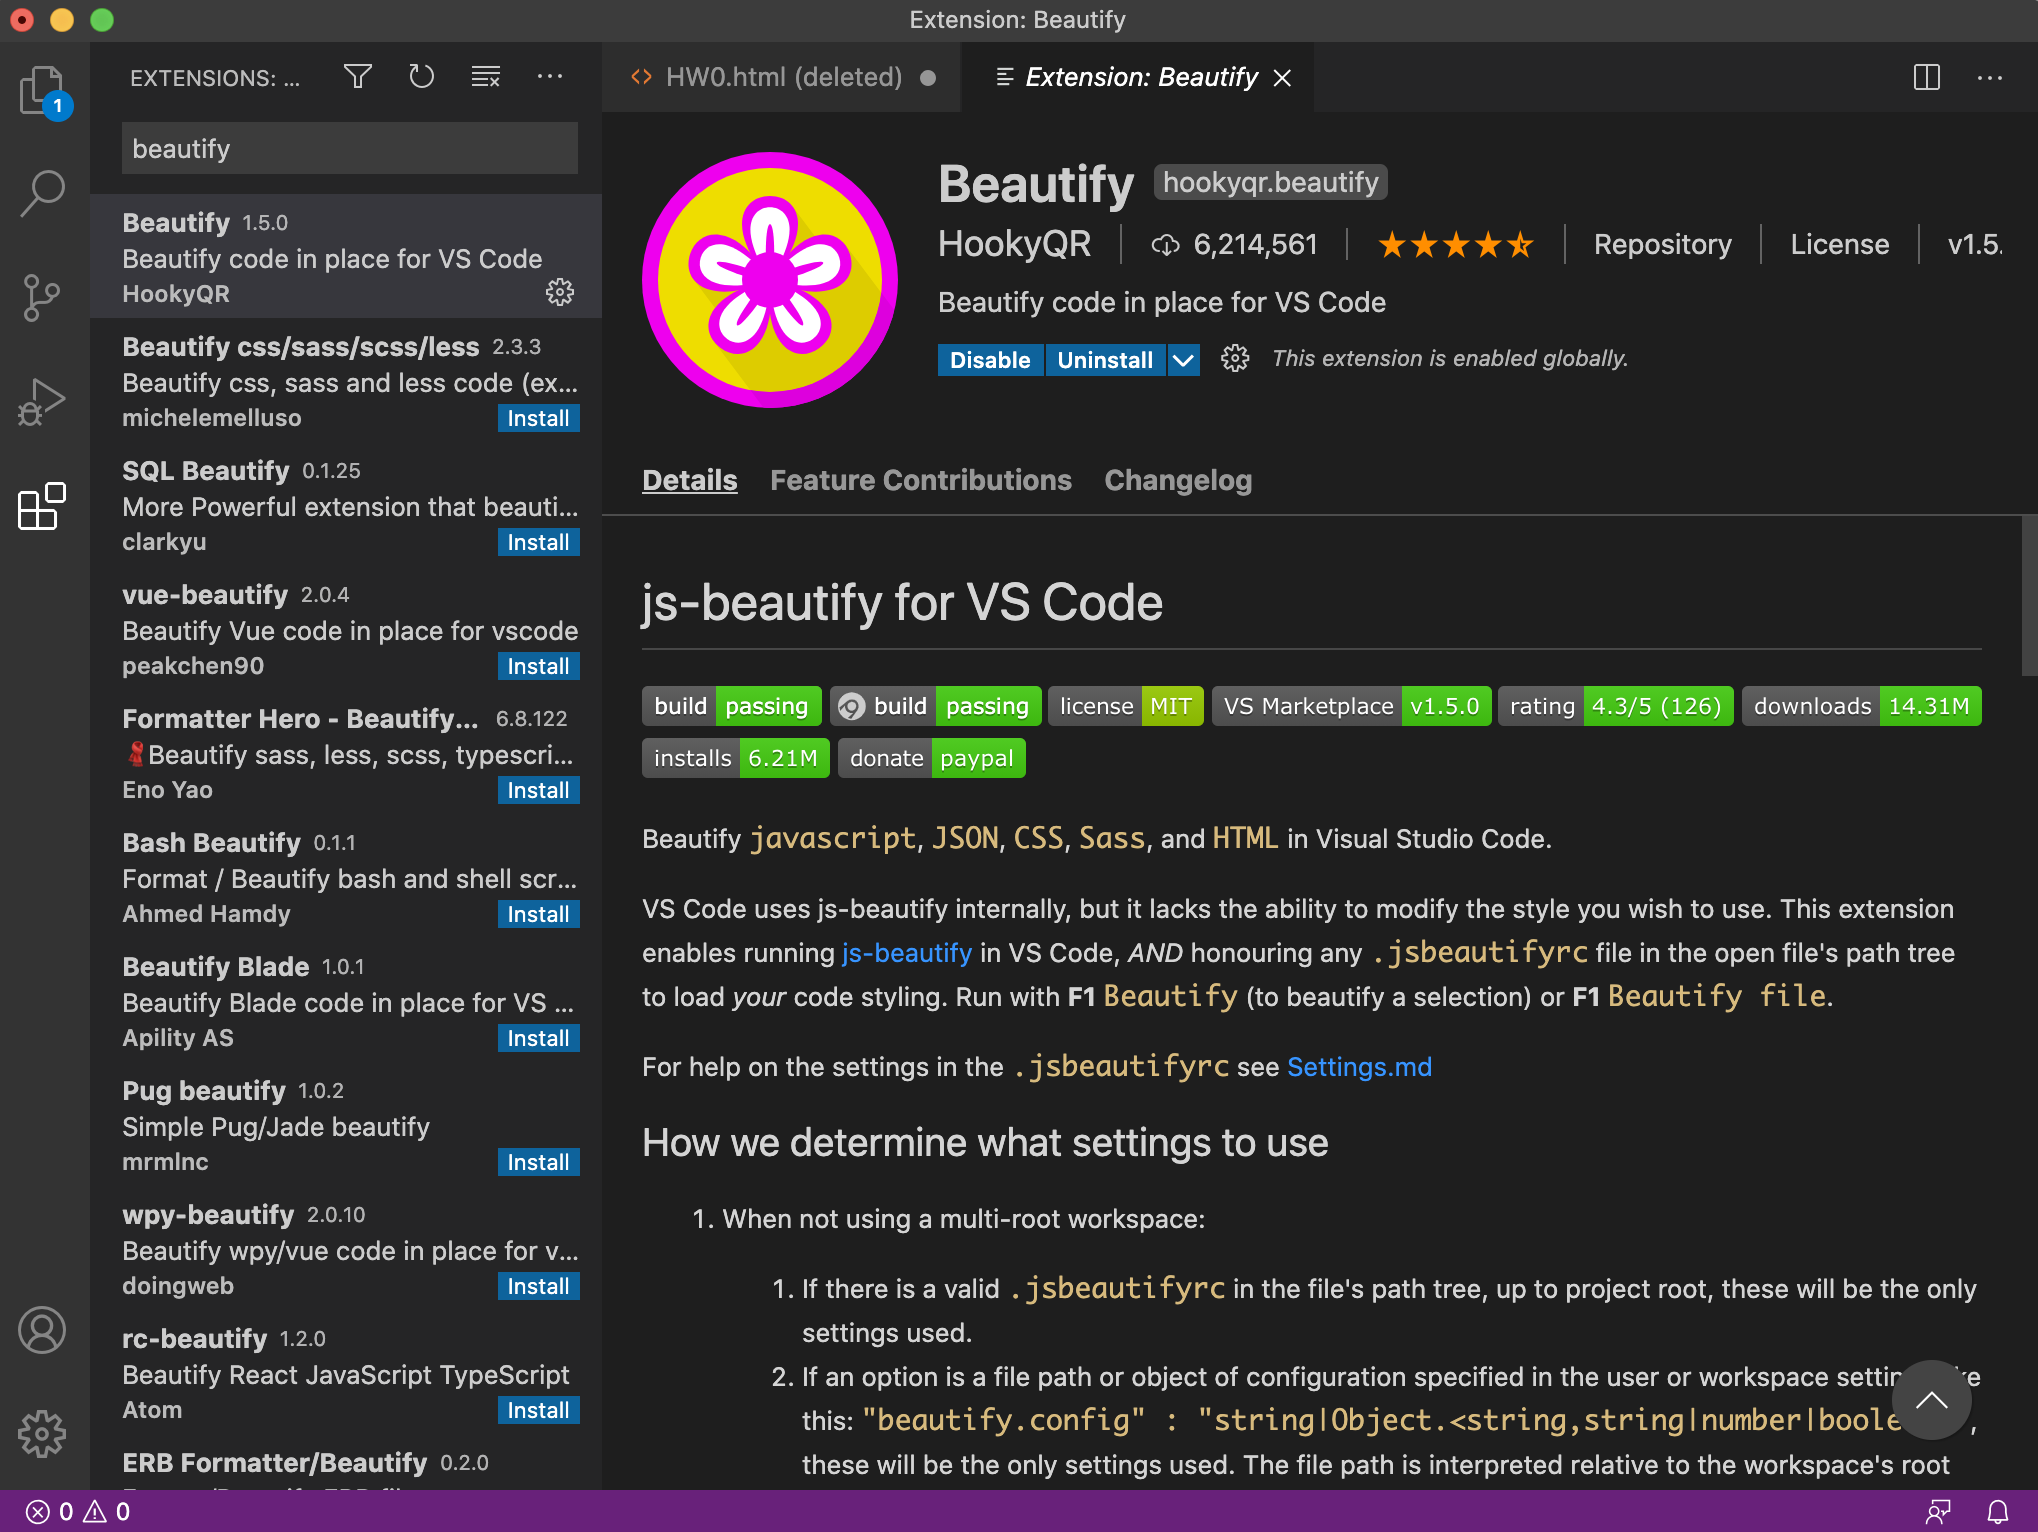 Extension: Beautify
EXTENSIONS: ...
HW0.html (deleted)
Extension: Beautify
1
beautify
Beautify 1.5.0
Beautify code in place for VS Code
HookyQR
Beautify css/sass/scss/less 2.3.3
Beautify css, sass and less code (ex...
michelemelluso Install
SQL Beautify 0.1.25
More Powerful extension that beauti...
clarkyu Install
vue-beautify 2.0.4
Beautify Vue code in place for vscode
peakchen90 Install
Formatter Hero - Beautify... 6.8.122
Beautify sass, less, scss, typescri...
Eno Yao Install
Bash Beautify 0.1.1
Format / Beautify bash and shell scr...
Ahmed Hamdy Install
Beautify Blade 1.0.1
Beautify Blade code in place for VS ...
Apility AS Install
Pug beautify 1.0.2
Simple Pug/Jade beautify
mrmlnc Install
wpy-beautify 2.0.10
Beautify wpy/vue code in place for v...
doingweb Install
rc-beautify 1.2.0
Beautify React JavaScript TypeScript
Atom Install
ERB Formatter/Beautify 0.2.0
Beautify hookyqr.beautify
HookyQR 6,214,561 Repository License v1.5.
Beautify code in place for VS Code
Disable Uninstall This extension is enabled globally.
Details Feature Contributions Changelog
js-beautify for VS Code
build passing build passing license MIT VS Marketplace v1.5.0 rating 4.3/5 (126) downloads 14.31M
installs 6.21M donate paypal
Beautify javascript, JSON, CSS, Sass, and HTML in Visual Studio Code.
VS Code uses js-beautify internally, but it lacks the ability to modify the style you wish to use. This extension
enables running js-beautify in VS Code, AND honouring any .jsbeautifyrc file in the open file's path tree
to load your code styling. Run with F1 Beautify (to beautify a selection) or F1 Beautify file.
For help on the settings in the .jsbeautifyrc see Settings.md
How we determine what settings to use
1. When not using a multi-root workspace:
1. If there is a valid .jsbeautifyrc in the file's path tree, up to project root, these will be the only
settings used.
2. If an option is a file path or object of configuration specified in the user or workspace settin ke
this: "beautify.config" : "string|Object.<string,string|number|boole ,
these will be the only settings used. The file path is interpreted relative to the workspace's root
0 0